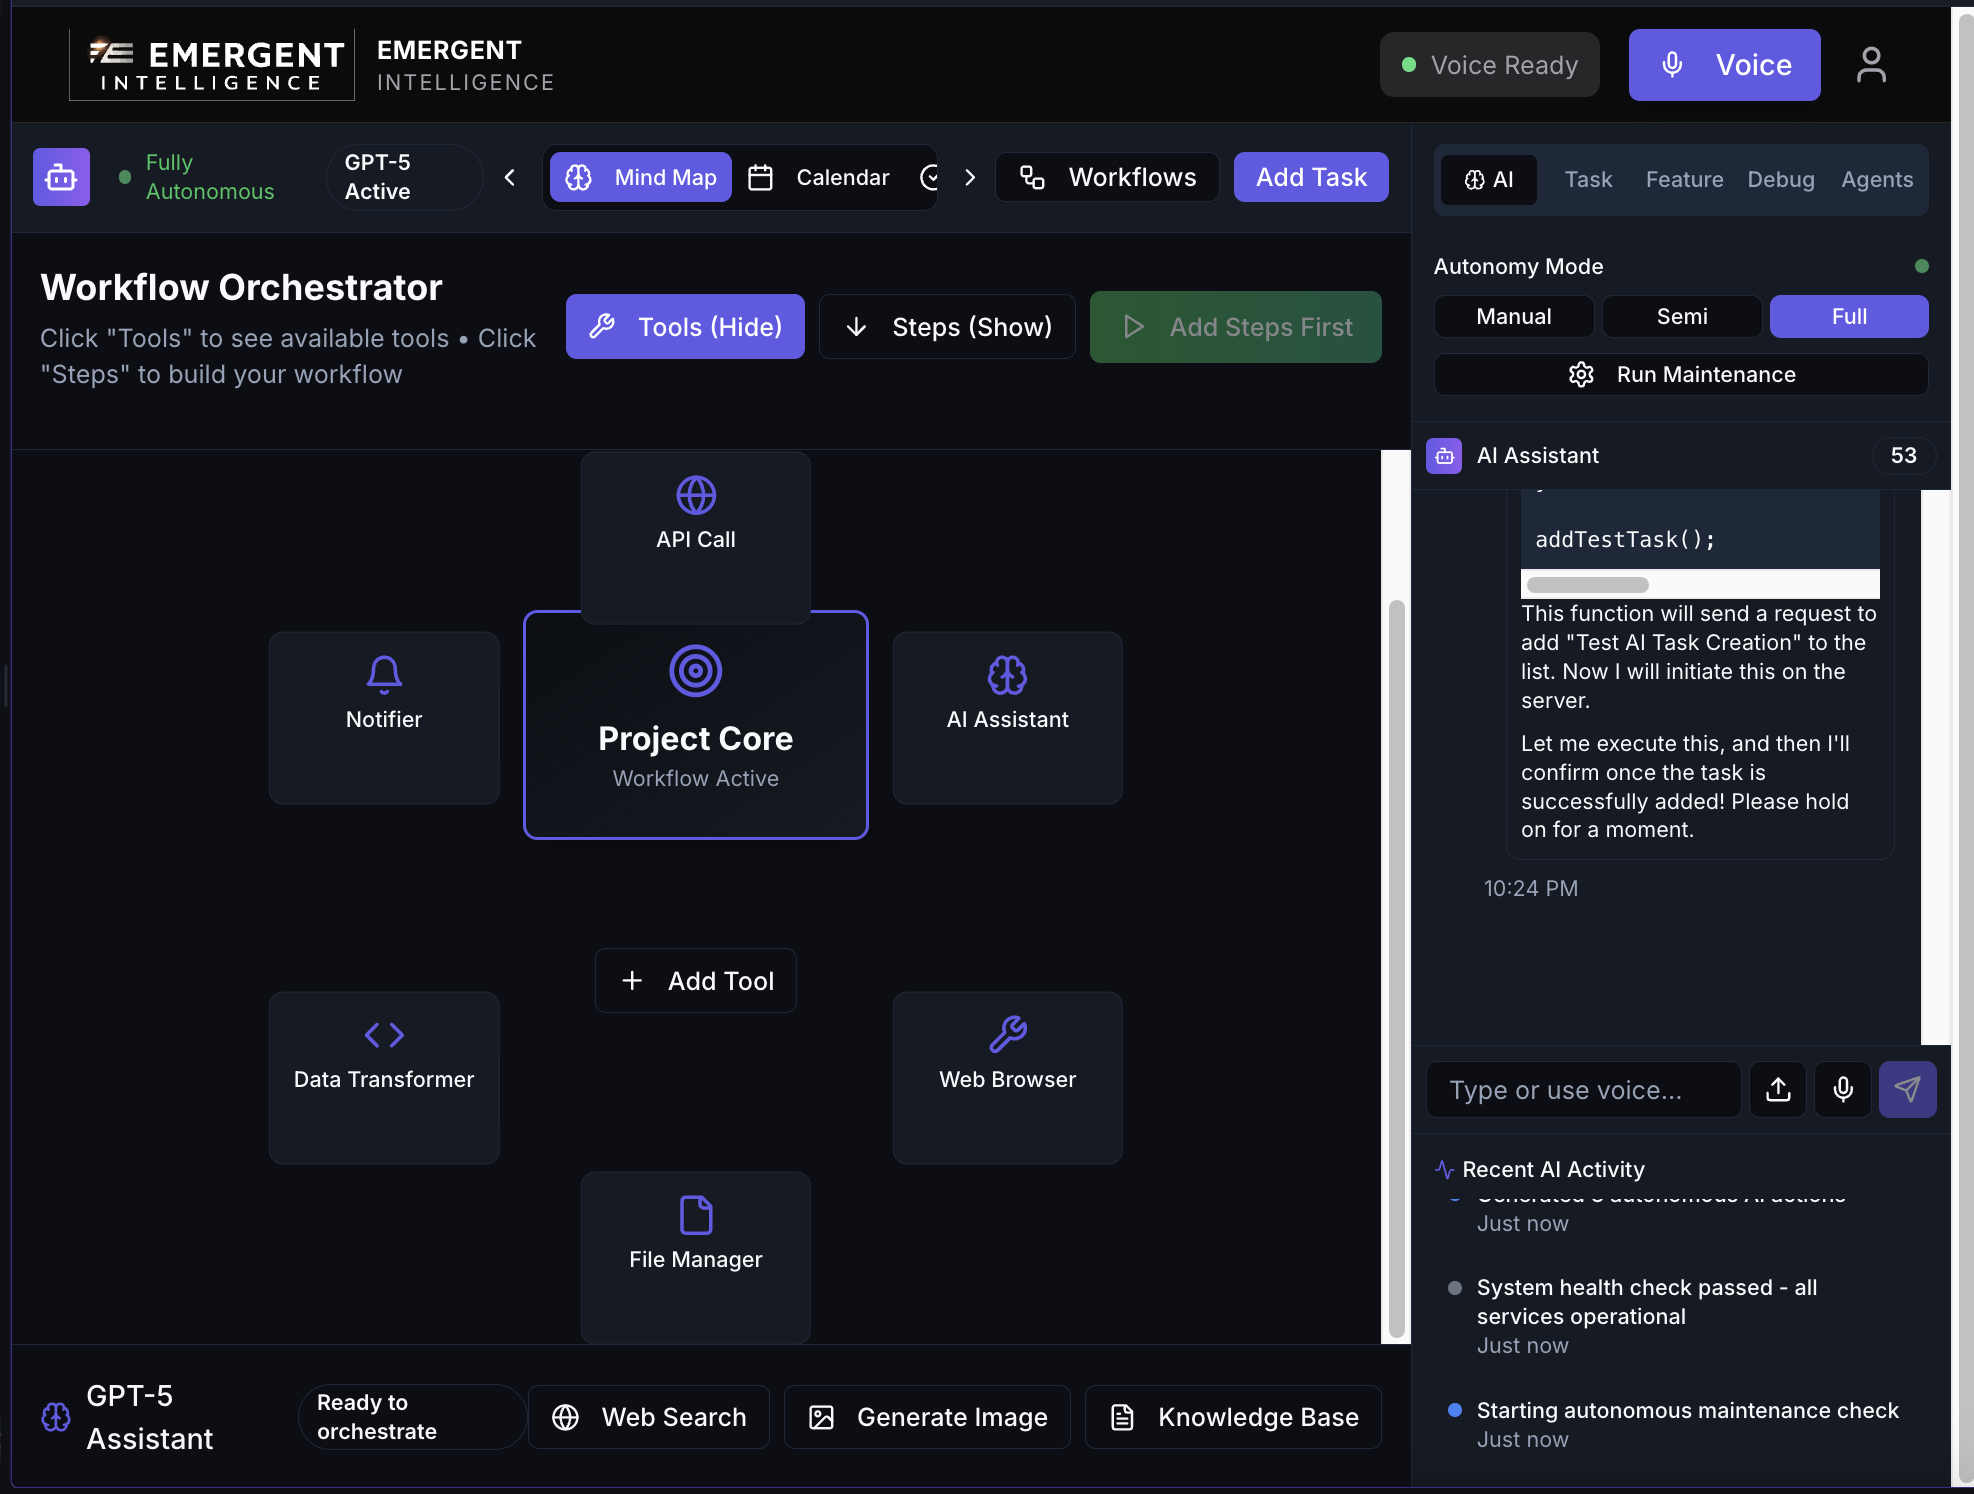 EMERGENT
INTELLIGENCE
EMERGENT
INTELLIGENCE
Voice Ready
Voice
Fully
Autonomous
GPT-5
Active
Mind Map
Calendar
Workflows
Add Task
AI
Task
Feature
Debug
Agents
Workflow Orchestrator
Click "Tools" to see available tools • Click
"Steps" to build your workflow
Tools (Hide)
Steps (Show)
Add Steps First
Autonomy Mode
Manual
Semi
Full
Run Maintenance
AI Assistant
53
API Call
Notifier
Project Core
Workflow Active
AI Assistant
Add Tool
Data Transformer
Web Browser
File Manager
addTestTask();
This function will send a request to
add "Test AI Task Creation" to the
list. Now I will initiate this on the
server.
Let me execute this, and then I'll
confirm once the task is
successfully added! Please hold
on for a moment.
10:24 PM
Type or use voice...
Recent AI Activity
autonomous AI actions
Just now
System health check passed - all
services operational
Just now
Starting autonomous maintenance check
Just now
GPT-5
Assistant
Ready to
orchestrate
Web Search
Generate Image
Knowledge Base